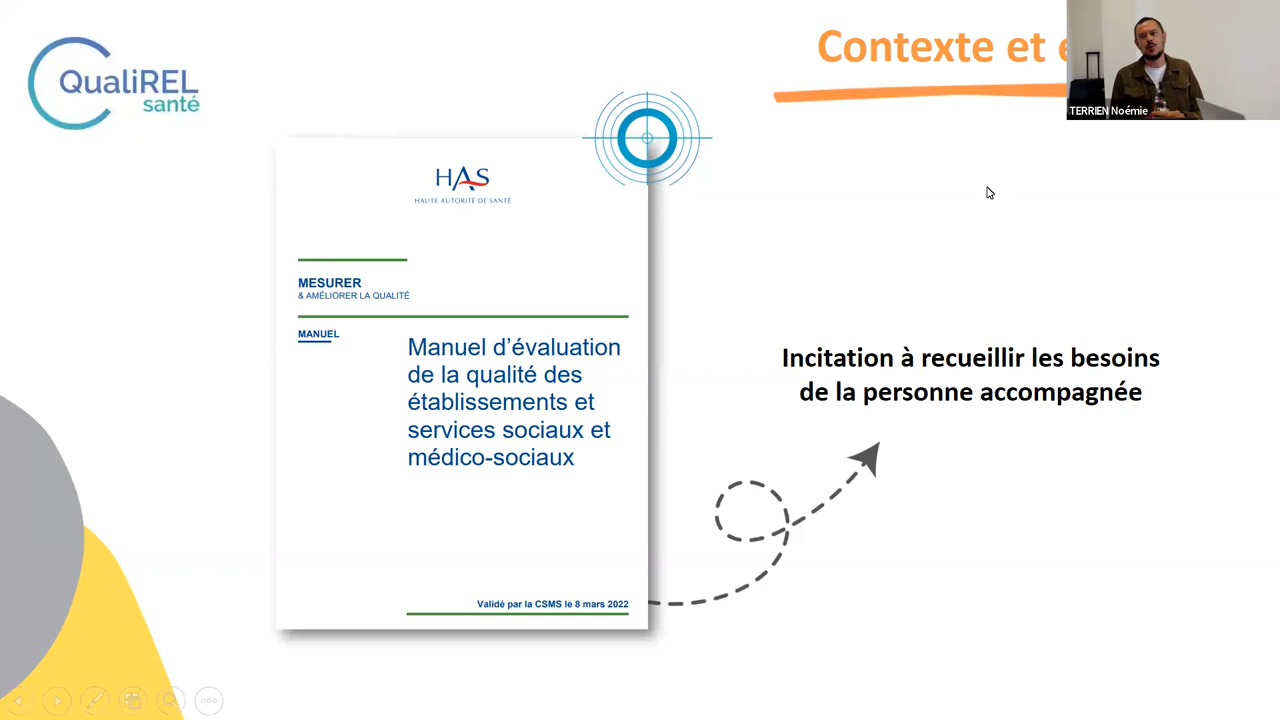 QualiREL
santé
Contexte et
TERRIEN Noémie
HAS
HAUTE AUTORITÉ DE SANTÉ
MESURER
& AMÉLIORER LA QUALITÉ
MANUEL
Manuel d’évaluation
de la qualité des
établissements et
services sociaux et
médico-sociaux
Validé par la CSMS le 8 mars 2022
Incitation à recueillir les besoins
de la personne accompagnée